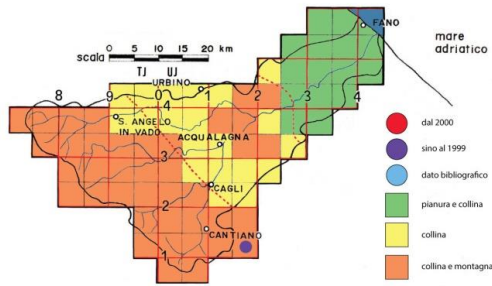 FANO
mare
adriatico
scala
0 5 10 15 20 km
TJ UJ
URBINO
8 9 0 1 2 3 4
4
S. ANGELO
IN VADO
ACQUALAGNA
3
CAGLI
2
CANTIANO
1
dal 2000
sino al 1999
dato bibliografico
pianura e collina
collina
collina e montagna